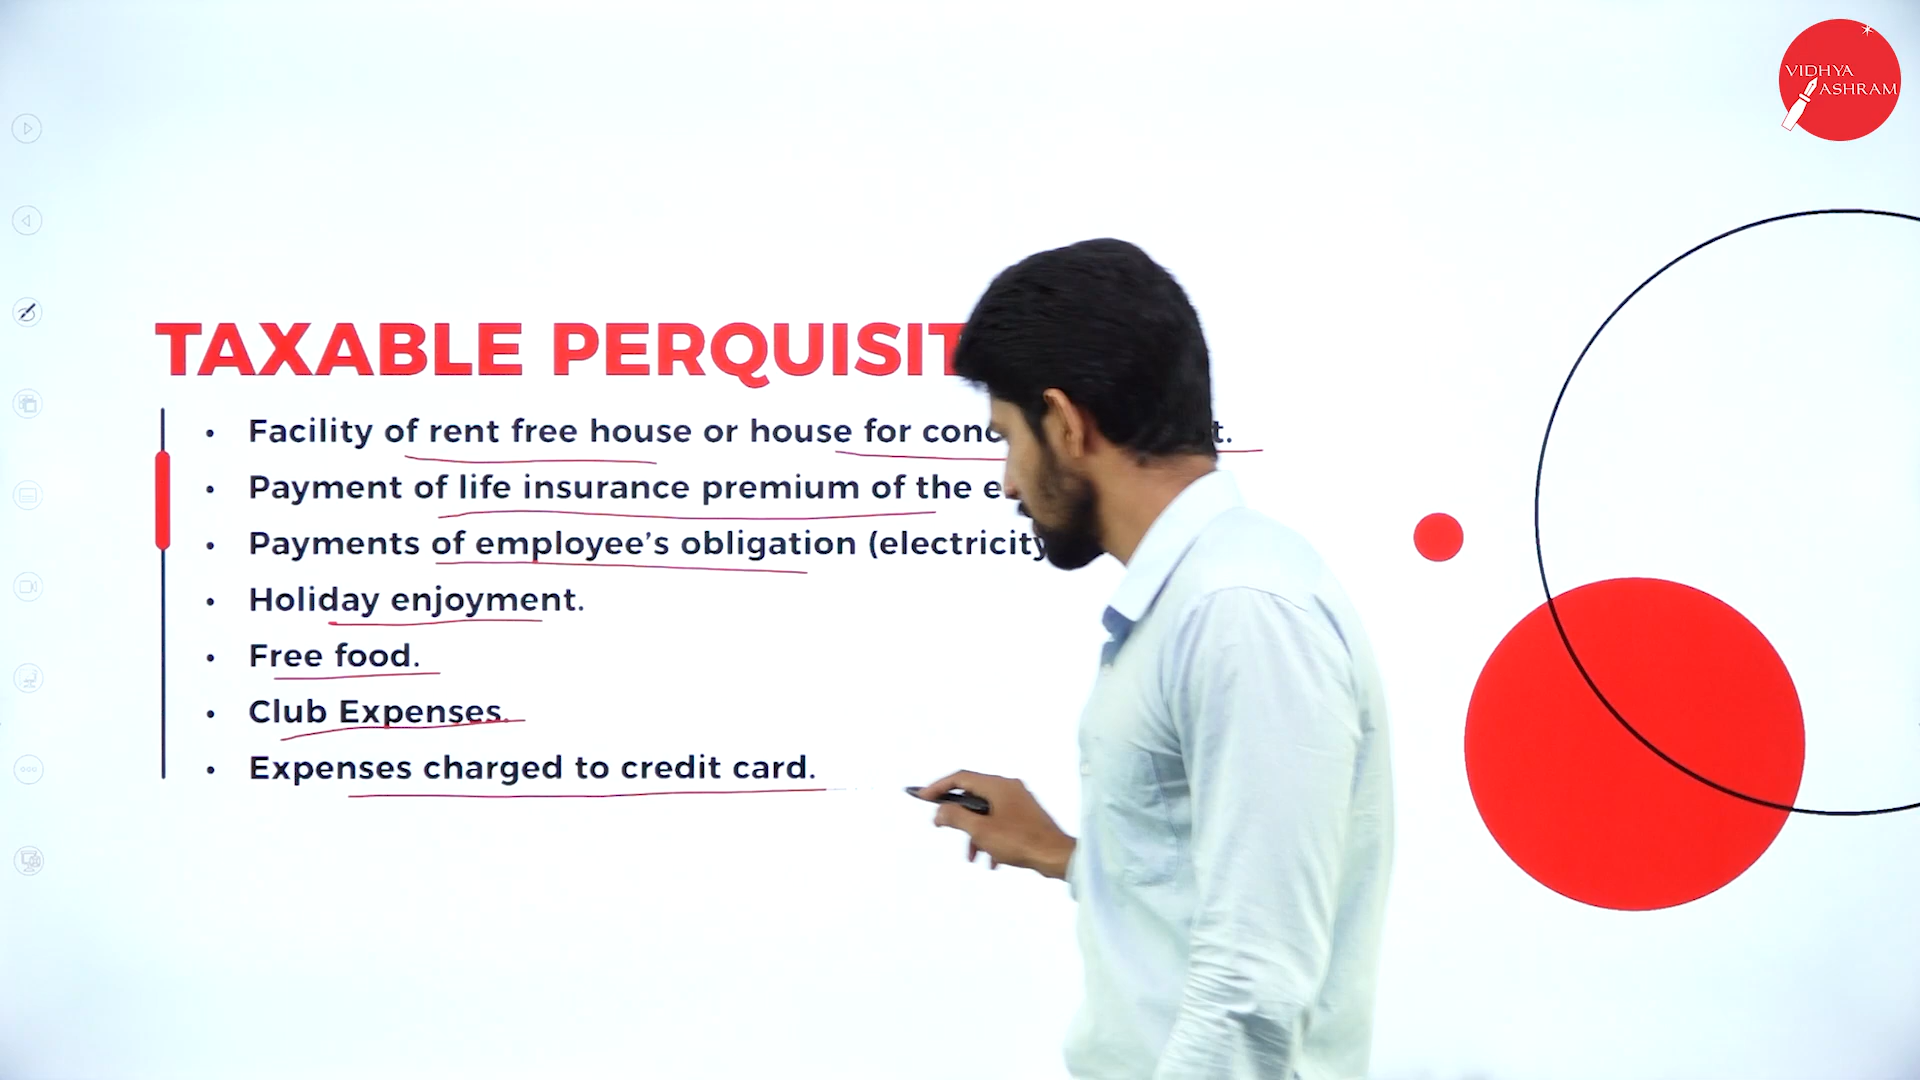 VIDHYA
ASHRAM
TAXABLE PERQUISIT
• Facility of rent free house or house for conc t.
• Payment of life insurance premium of the e
• Payments of employee's obligation (electricity
• Holiday enjoyment.
• Free food.
• Club Expenses.
• Expenses charged to credit card.